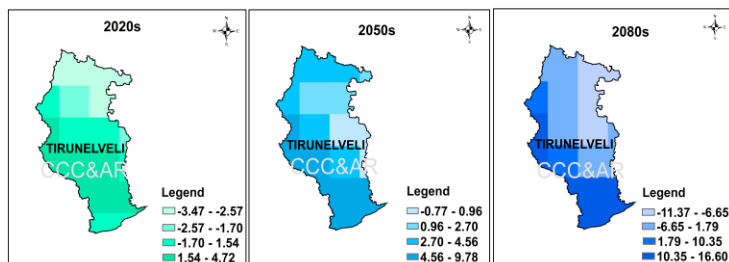 2020s
TIRUNELVELI
CCC&AR
Legend
-3.47 - -2.57
-2.57 - -1.70
-1.70 - 1.54
1.54 - 4.72
2050s
TIRUNELVELI
CCC&AR
Legend
-0.77 - 0.96
0.96 - 2.70
2.70 - 4.56
4.56 - 9.78
2080s
TIRUNELVELI
CCC&AR
Legend
-11.37 - -6.65
-6.65 - 1.79
1.79 - 10.35
10.35 - 16.60